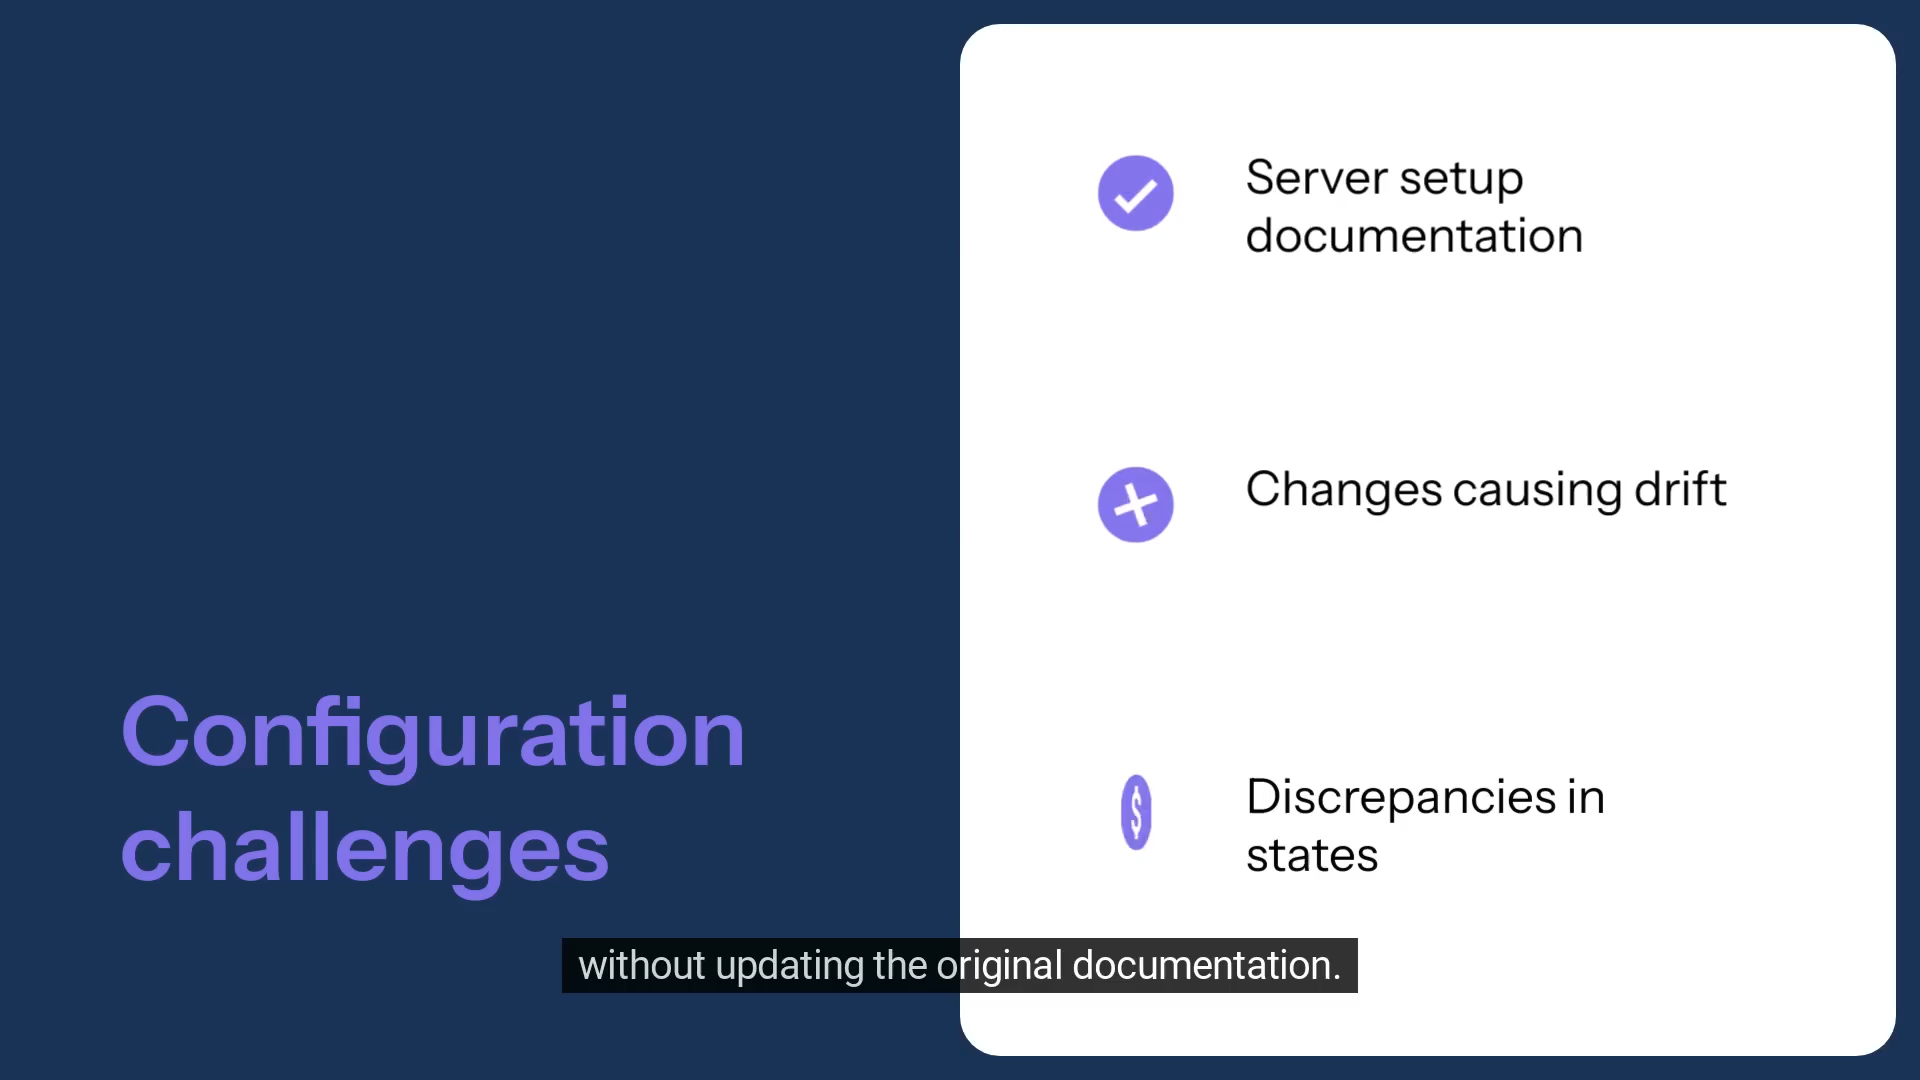 Configuration
challenges
Server setup
documentation
Changes causing drift
$
Discrepancies in
states
without updating the original documentation.